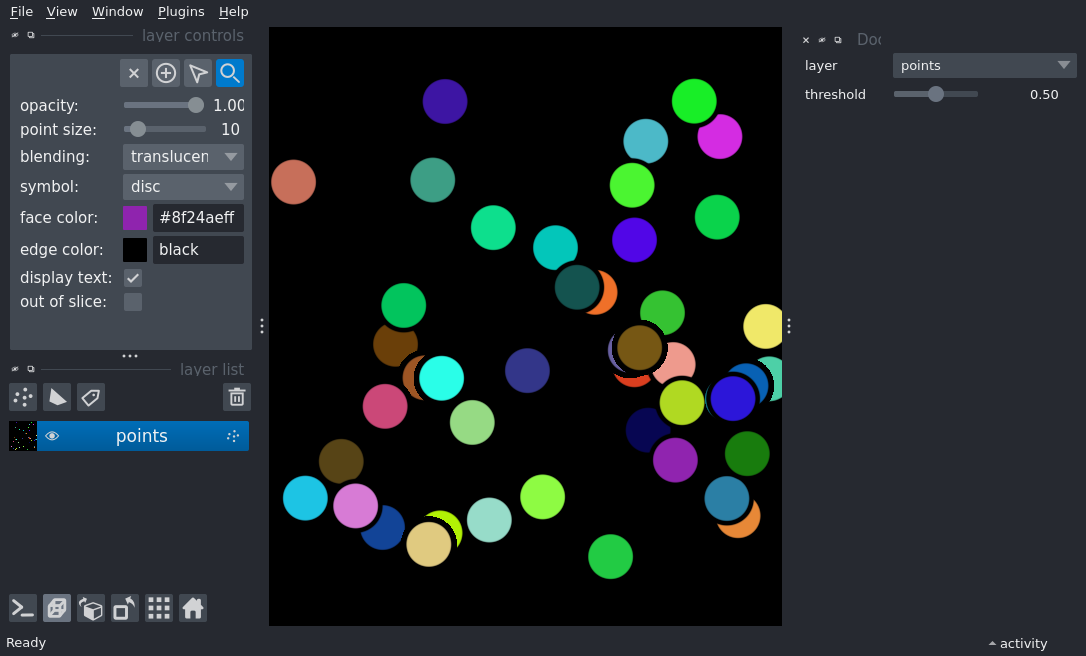 File View Window Plugins Help
layer controls
opacity: 1.00
point size: 10
blending: translucen
symbol: disc
face color: #8f24aeff
edge color: black
display text:
out of slice:
layer list
points
Doc
layer points
threshold 0.50
Ready
activity